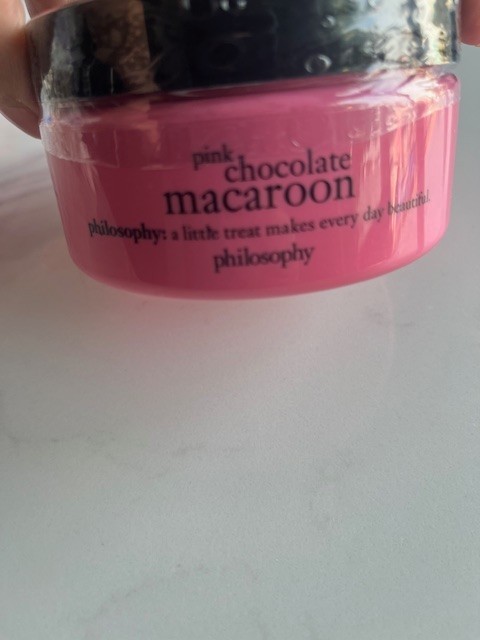 pink
chocolate
macaroon
philosophy: a little treat makes every day beautiful.
philosophy